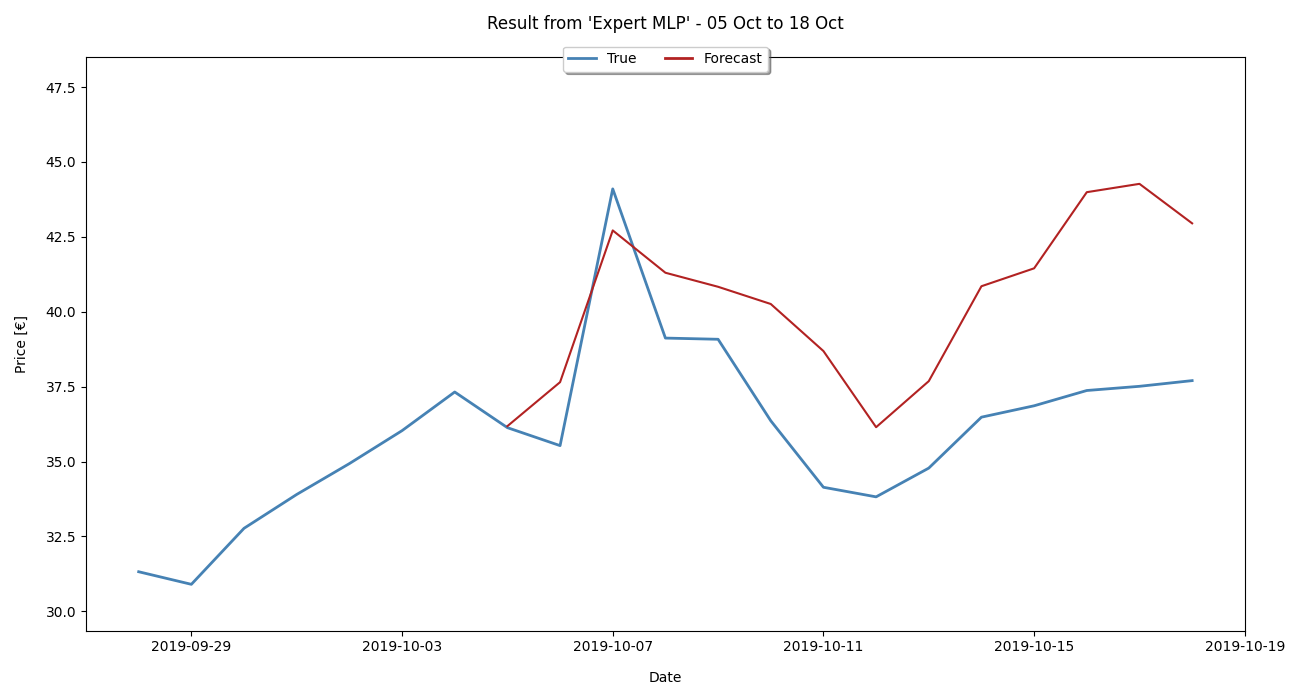 Result from 'Expert MLP' - 05 Oct to 18 Oct
True Forecast
47.5
45.0
42.5
40.0
37.5
35.0
32.5
30.0
Price [€]
2019-09-29 2019-10-03 2019-10-07 2019-10-11 2019-10-15 2019-10-19
Date